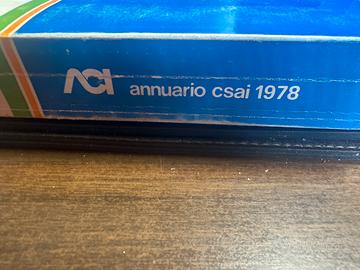 ACI annuario csai 1978